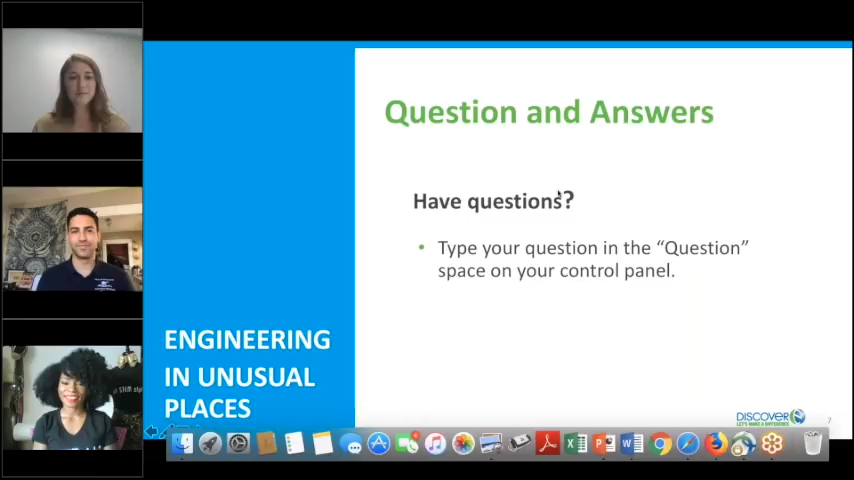 Question and Answers
Have questions?
• Type your question in the “Question”
space on your control panel.
ENGINEERING
IN UNUSUAL
PLACES
DISCOVER
LET'S MAKE A DIFFERENCE
7